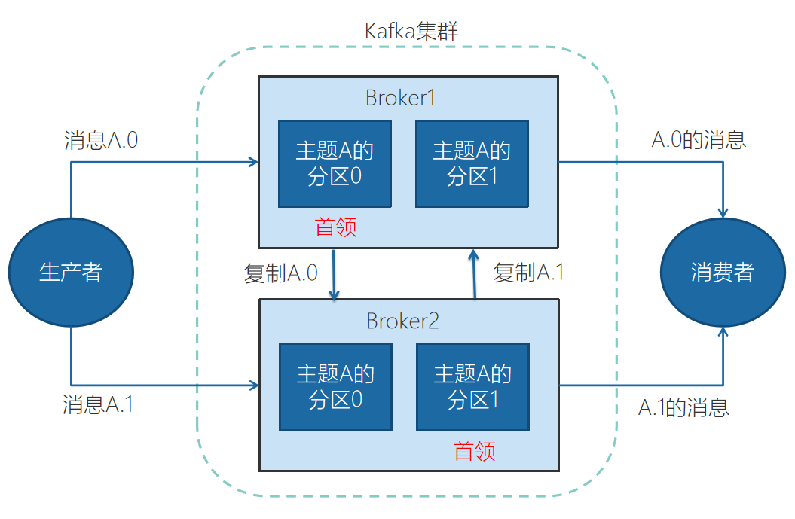 Kafka集群
Broker1
消息A.0
主题A的
分区0
主题A的
分区1
A.0的消息
首领
生产者
复制A.0
复制A.1
消费者
Broker2
主题A的
分区0
主题A的
分区1
消息A.1
A.1的消息
首领